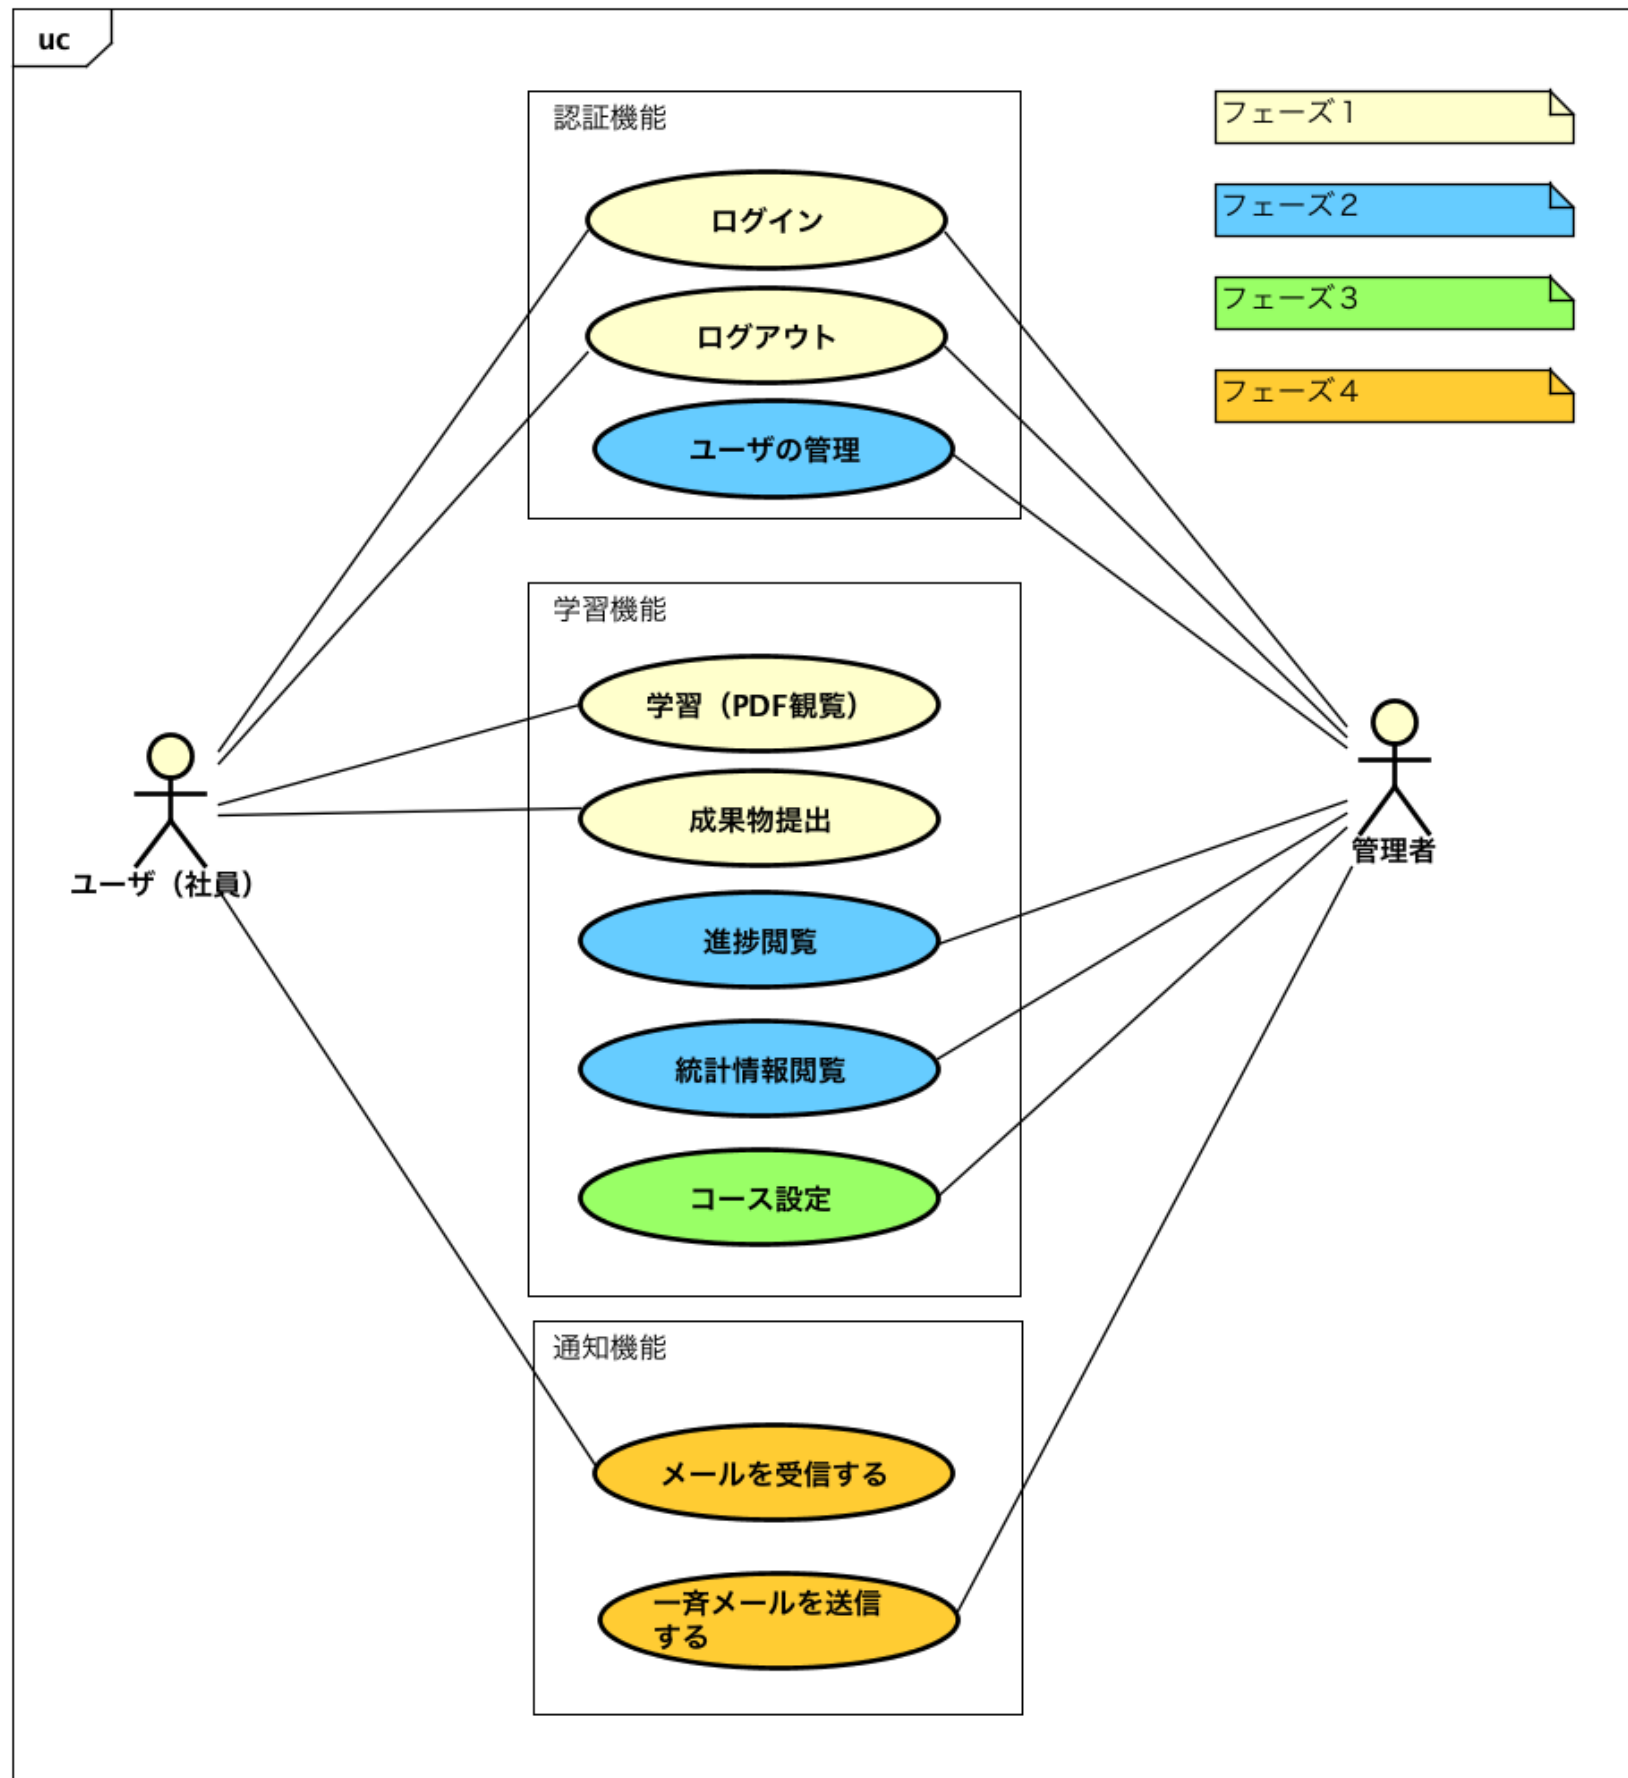 uc
認証機能
ログイン
ログアウト
ユーザの管理
フェーズ１
フェーズ２
フェーズ３
フェーズ４
学習機能
学習（PDF観覧）
成果物提出
進捗閲覧
統計情報閲覧
コース設定
ユーザ（社員）
管理者
通知機能
メールを受信する
一斉メールを送信
する